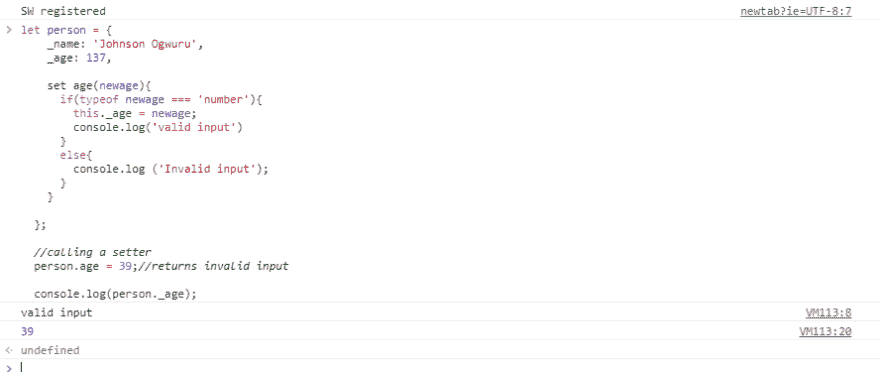 SW registered newtab?ie=UTF-8:7
> let person = {
_name: 'Johnson Ogwuru',
_age: 137,
set age(newage){
if(typeof newage === 'number'){
this._age = newage;
console.log('valid input')
}
else{
console.log ('Invalid input');
}
}
};
//calling a setter
person.age = 39;//returns invalid input
console.log(person._age);
valid input VM113:8
39 VM113:20
<· undefined
>